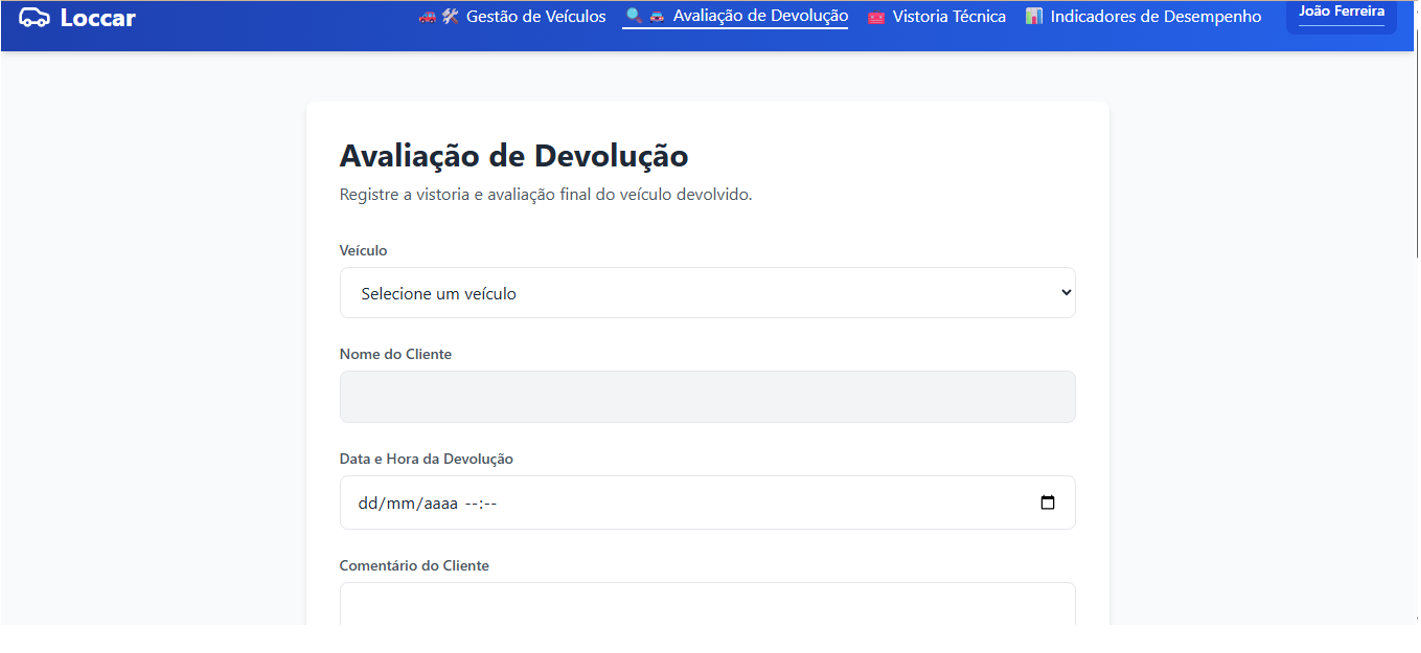 Loccar
Gestão de Veículos
Avaliação de Devolução
Vistoria Técnica
Indicadores de Desempenho
João Ferreira
Avaliação de Devolução
Registre a vistoria e avaliação final do veículo devolvido.
Veículo
Selecione um veículo
Nome do Cliente
Data e Hora da Devolução
dd/mm/aaaa --:--
Comentário do Cliente